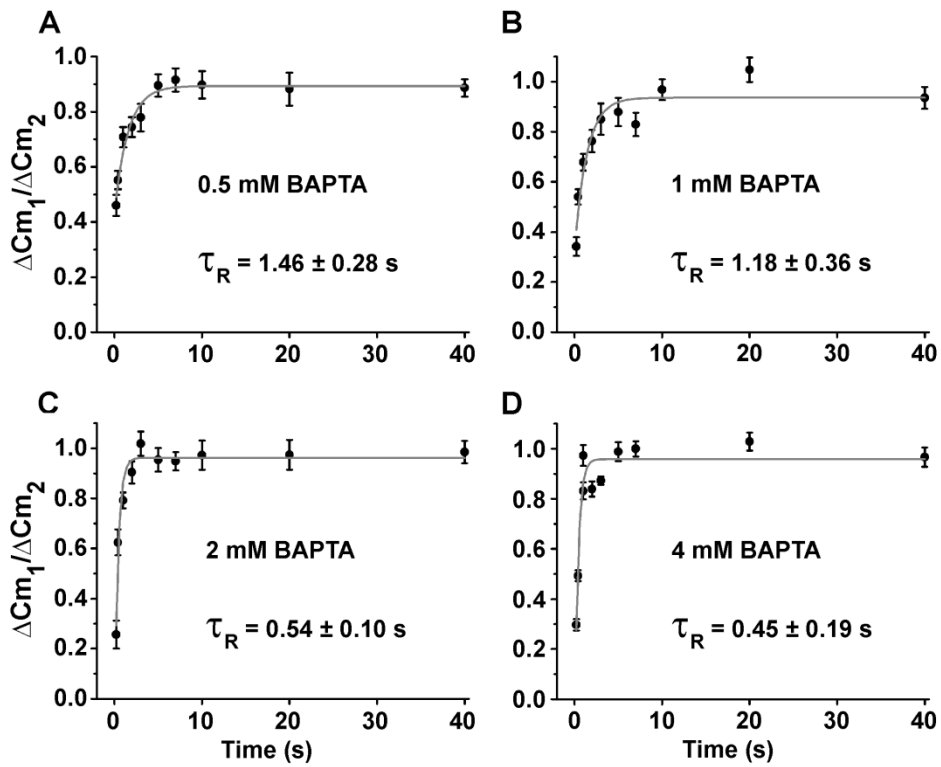 A
ΔCm1/ΔCm2
1.0
0.8
0.6
0.4
0.2
0.0
0.5 mM BAPTA
τR = 1.46 ± 0.28 s
0 10 20 30 40
B
1.0
0.8
0.6
0.4
0.2
0.0
1 mM BAPTA
τR = 1.18 ± 0.36 s
0 10 20 30 40
C
ΔCm1/ΔCm2
1.0
0.8
0.6
0.4
0.2
0.0
2 mM BAPTA
τR = 0.54 ± 0.10 s
0 10 20 30 40
Time (s)
D
1.0
0.8
0.6
0.4
0.2
0.0
4 mM BAPTA
τR = 0.45 ± 0.19 s
0 10 20 30 40
Time (s)